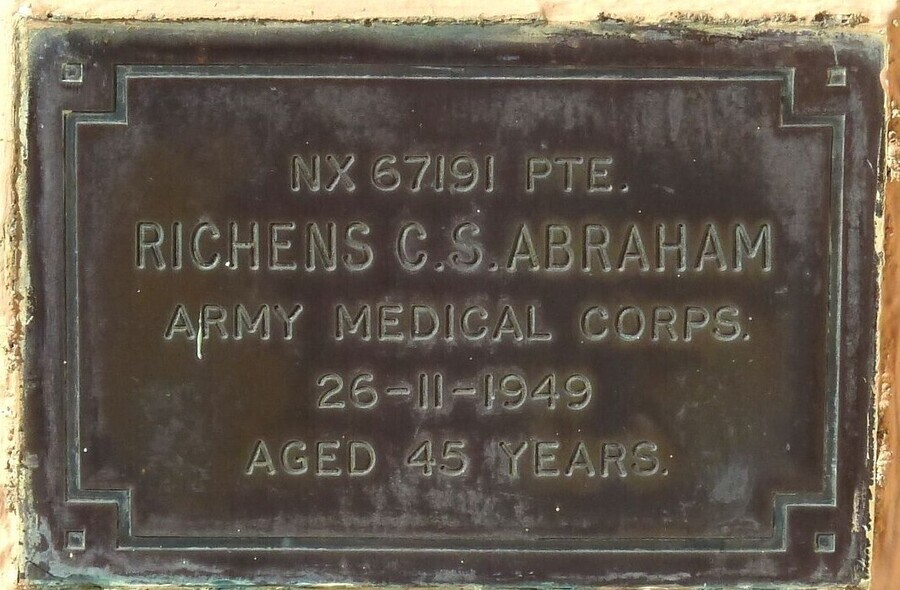 NX 67191 PTE.
RICHENS C.S. ABRAHAM
ARMY MEDICAL CORPS.
26-11-1949
AGED 45 YEARS.